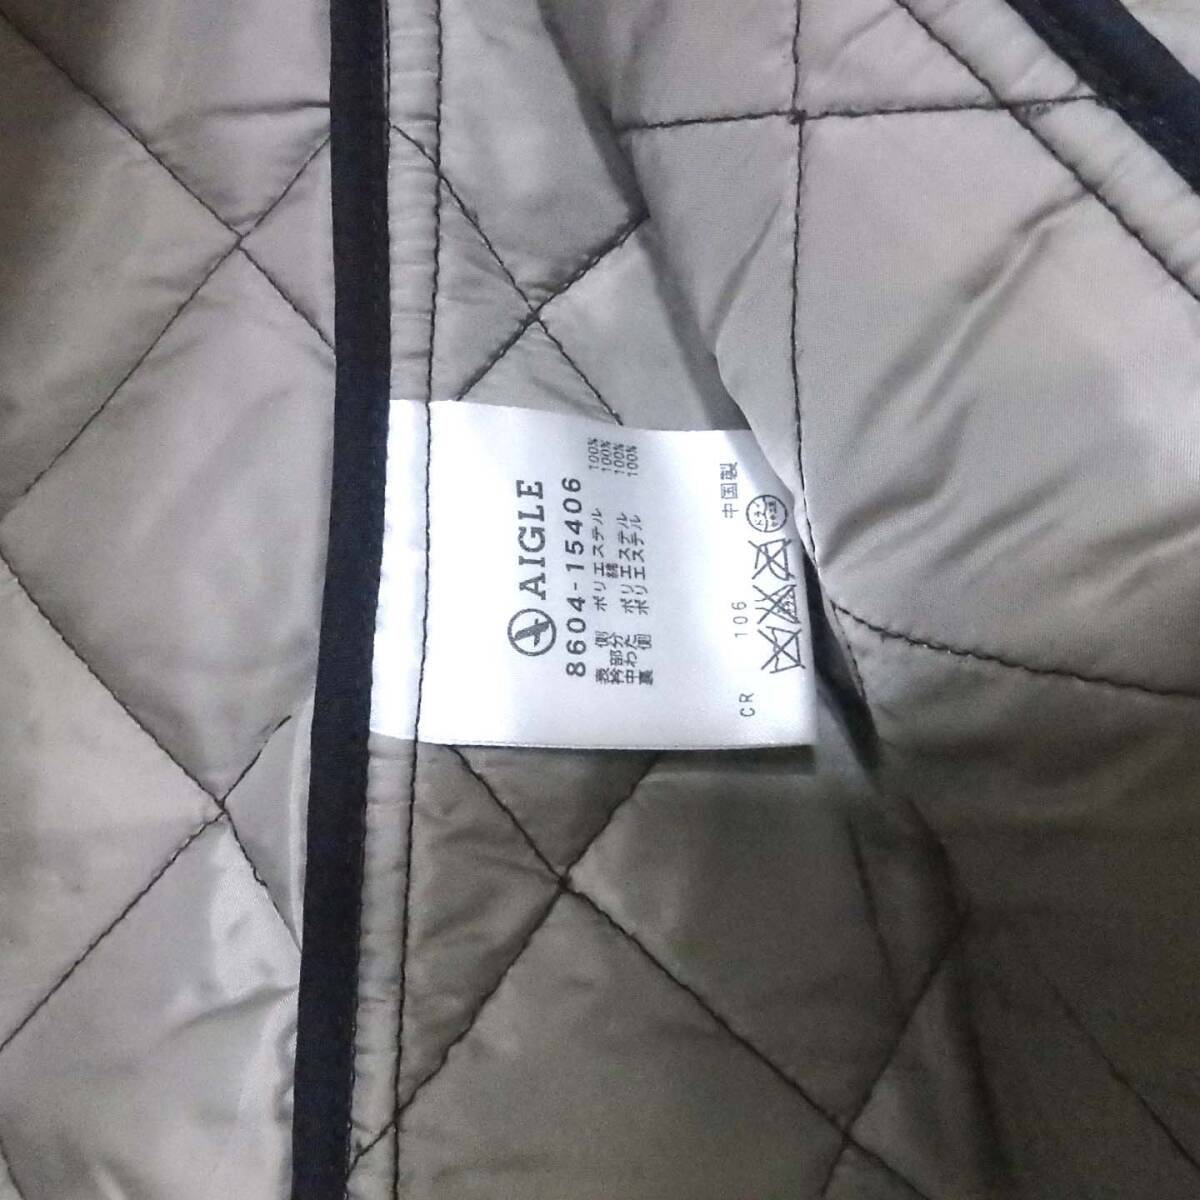 AIGLE
8604-15406
表側 ポリエステル 100%
衿部分 綿 100%
中わた ポリエステル 100%
裏側 ポリエステル 100%
CR 106
中国製